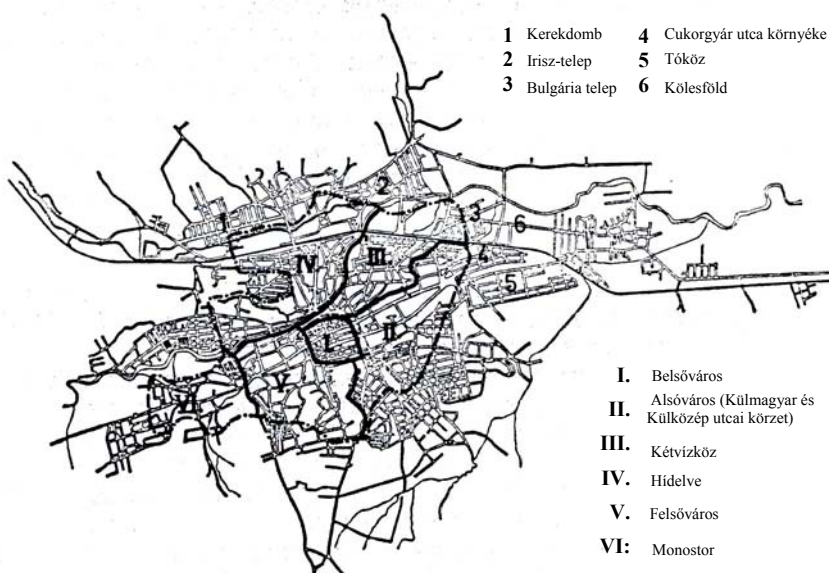 1 Kerekdomb
2 Irisz-telep
3 Bulgária telep
4 Cukorgyár utca környéke
5 Tóköz
6 Kölesföld
2
3
6
IV.
III.
4
5
I.
II
V.
VI
I. Belsőváros
II. Alsóváros (Külmagyar és
Külközép utcai körzet)
III. Kétvízköz
IV. Hídelve
V. Felsőváros
VI: Monostor